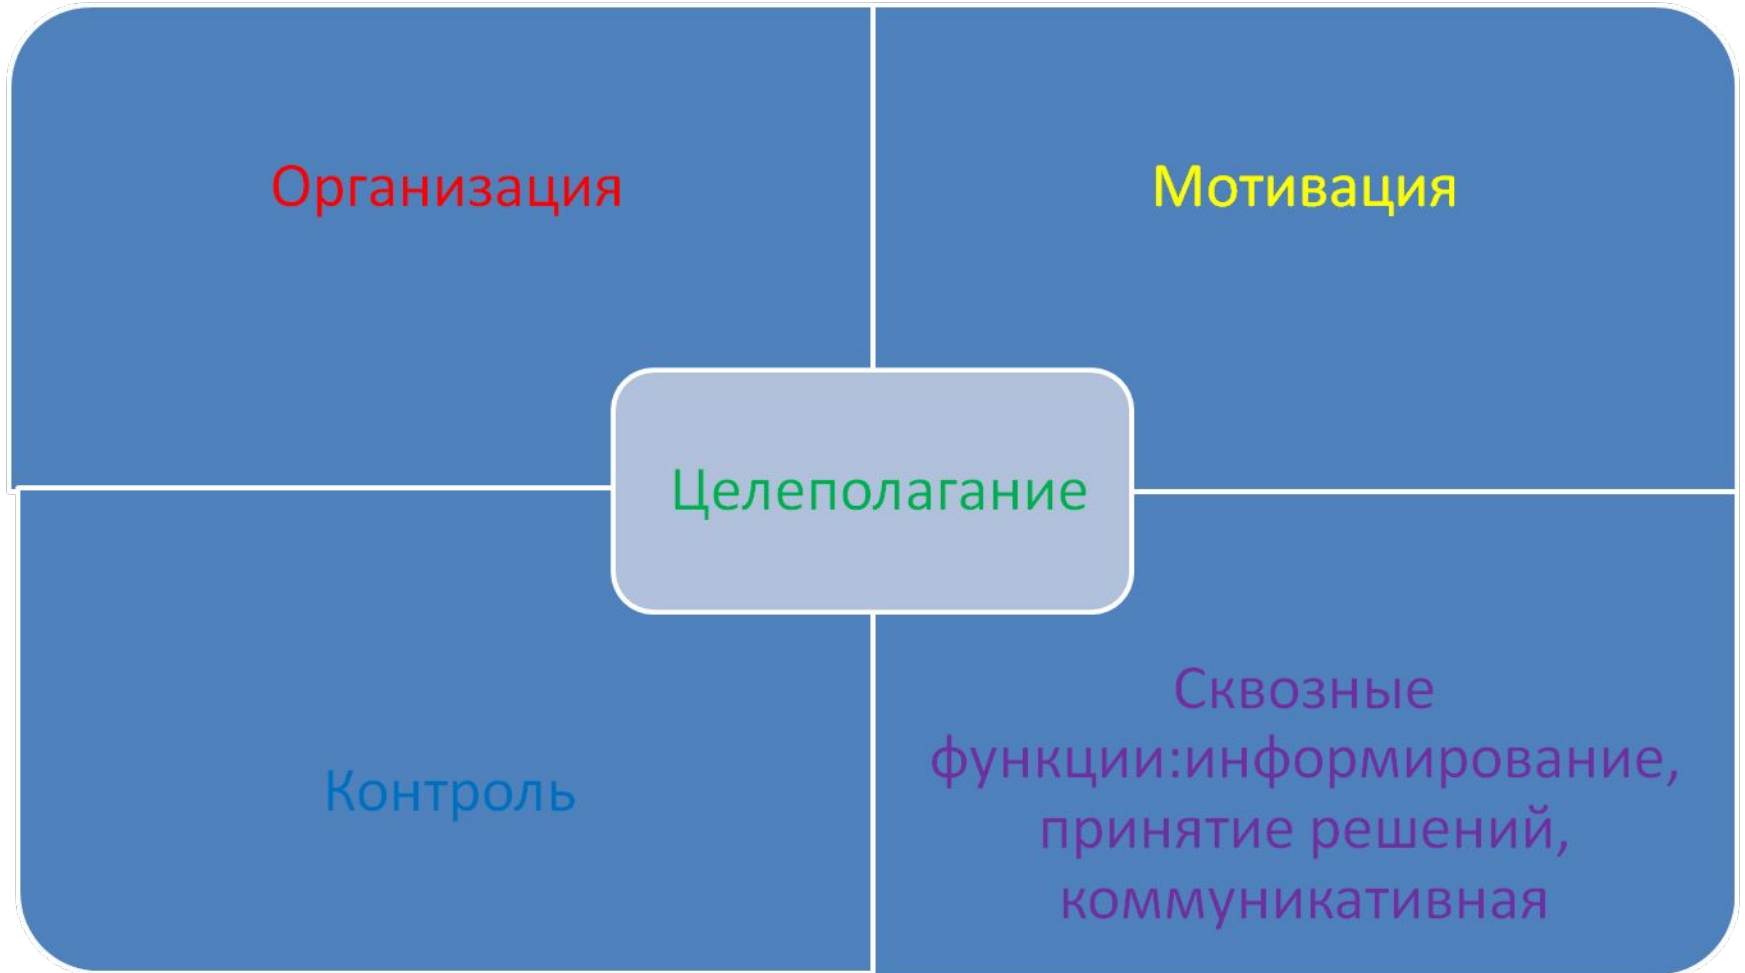 Организация
Мотивация
Целеполагание
Контроль
Сквозные
функции:информирование,
принятие решений,
коммуникативная